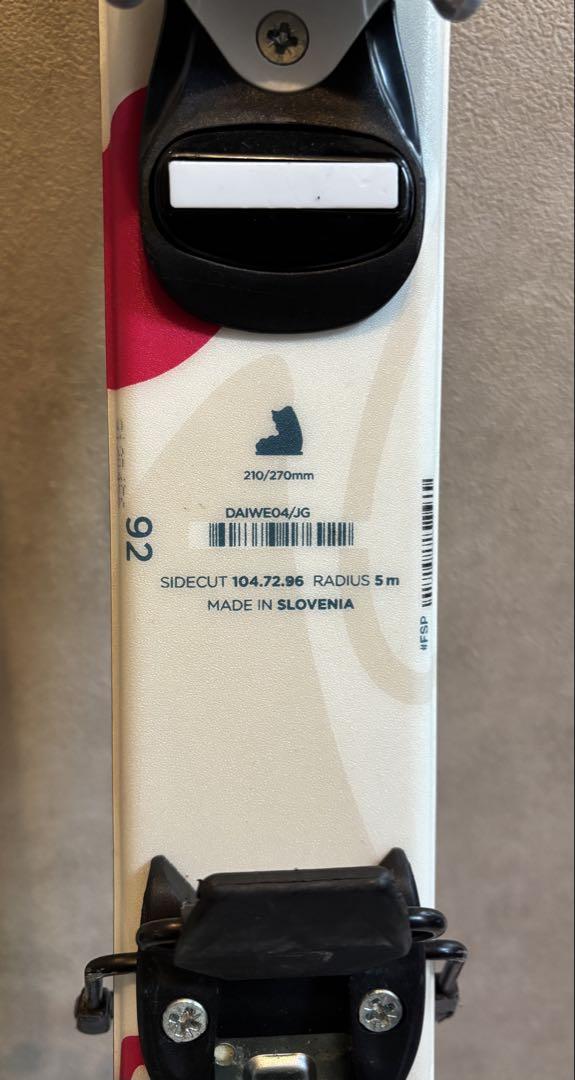 210/270mm
DAIWE04/JG
92
SIDECUT 104.72.96 RADIUS 5 m
MADE IN SLOVENIA
#FSP